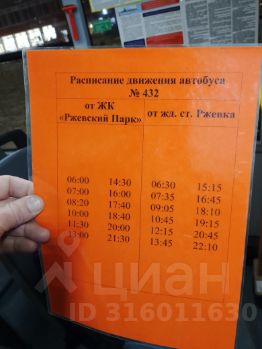 Расписание движения автобуса
№ 432
от ЖК «Ржевский Парк»
от жд. ст. Ржевка
06:00 14:30 06:30 15:15
07:00 16:00 07:35 16:45
08:20 17:40 09:05 18:10
10:00 18:40 10:45 19:15
11:30 20:00 12:15 20:45
13:00 21:30 13:45 22:10
циан
ID 316011630